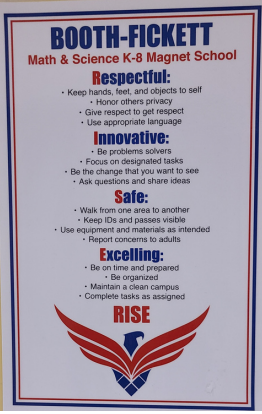 BOOTH-FICKETT
Math & Science K-8 Magnet School
Respectful:
• Keep hands, feet, and objects to self
• Honor others privacy
• Give respect to get respect
• Use appropriate language
Innovative:
• Be problems solvers
• Focus on designated tasks
• Be the change that you want to see
• Ask questions and share ideas
Safe:
• Walk from one area to another
• Keep IDs and passes visible
• Use equipment and materials as intended
• Report concerns to adults
Excelling:
• Be on time and prepared
• Be organized
• Maintain a clean campus
• Complete tasks as assigned
RISE